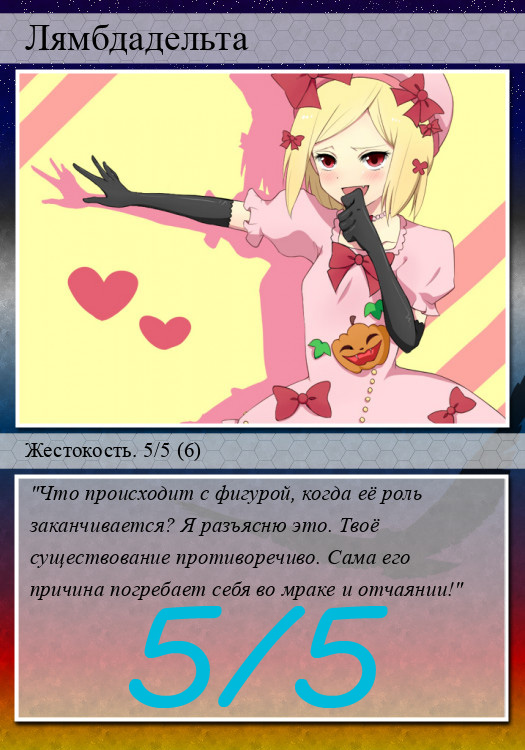 Лямбдадельта
Жестокость. 5/5 (6)
"Что происходит с фигурой, когда её роль
заканчивается? Я разъясню это. Твоё
существование противоречиво. Сама его
причина погребает себя во мраке и отчаянии!"
5/5